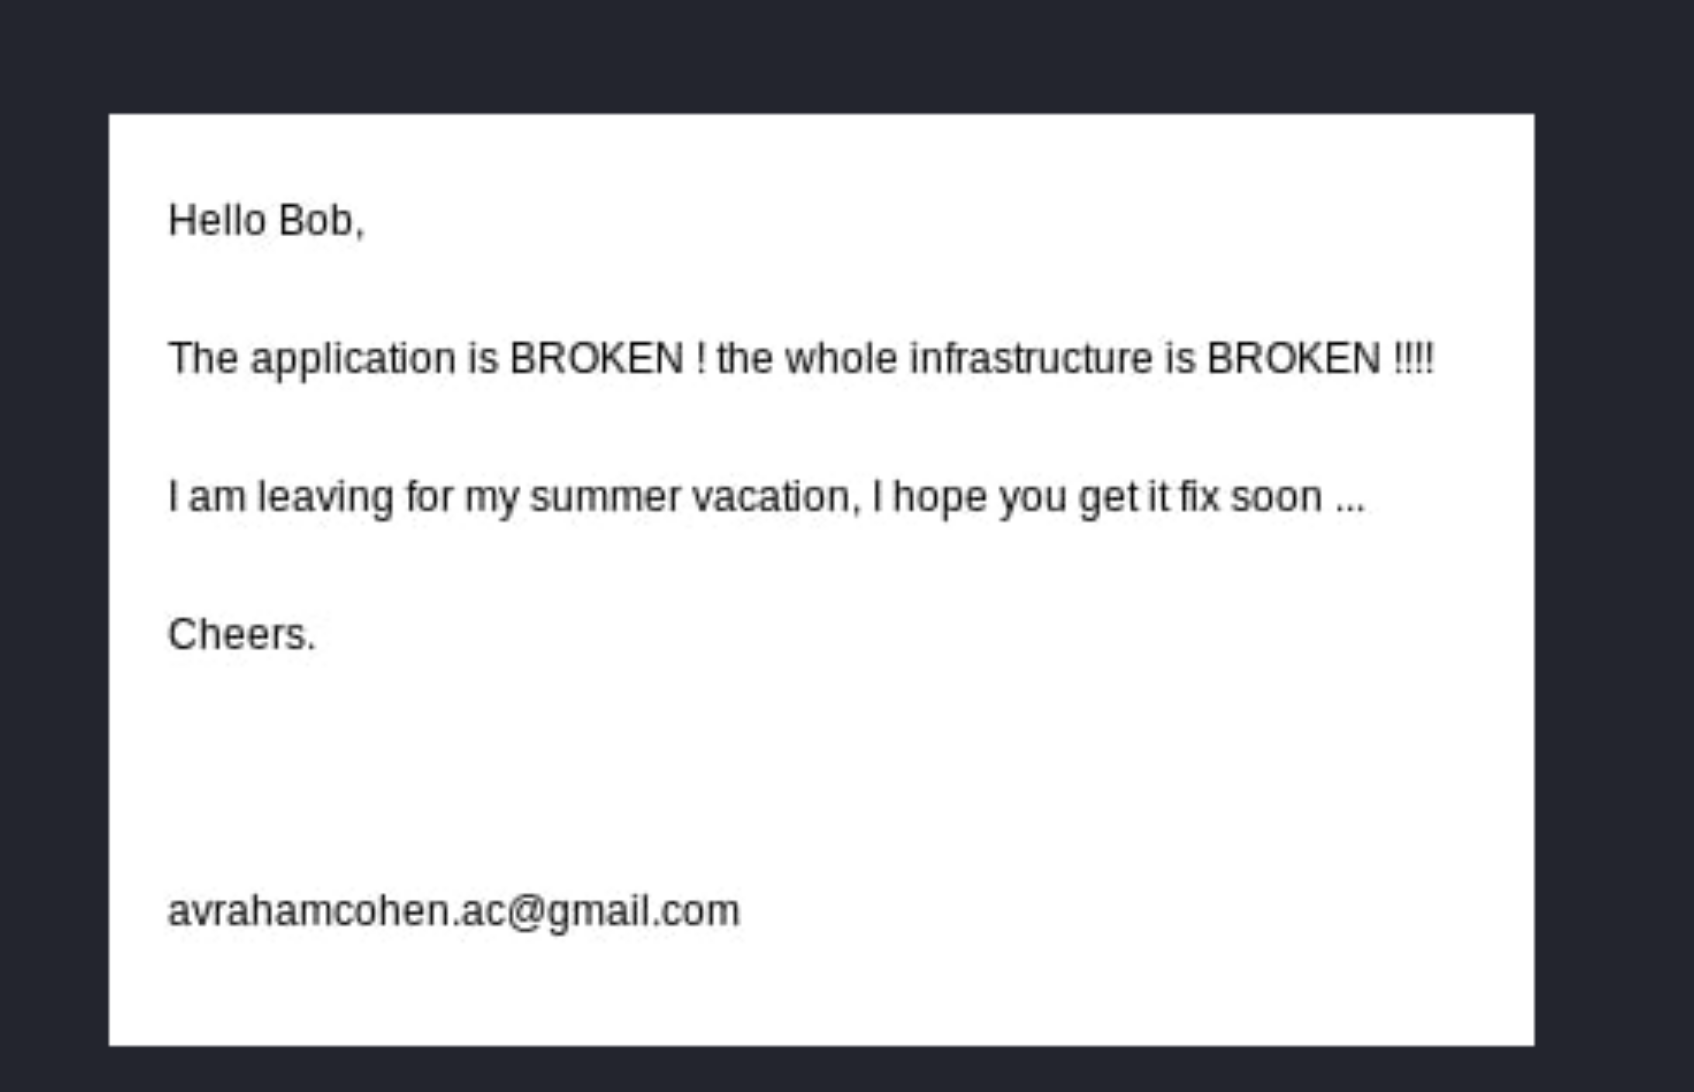 Hello Bob,
The application is BROKEN ! the whole infrastructure is BROKEN !!!!
I am leaving for my summer vacation, I hope you get it fix soon ...
Cheers.
avrahamcohen.ac@gmail.com